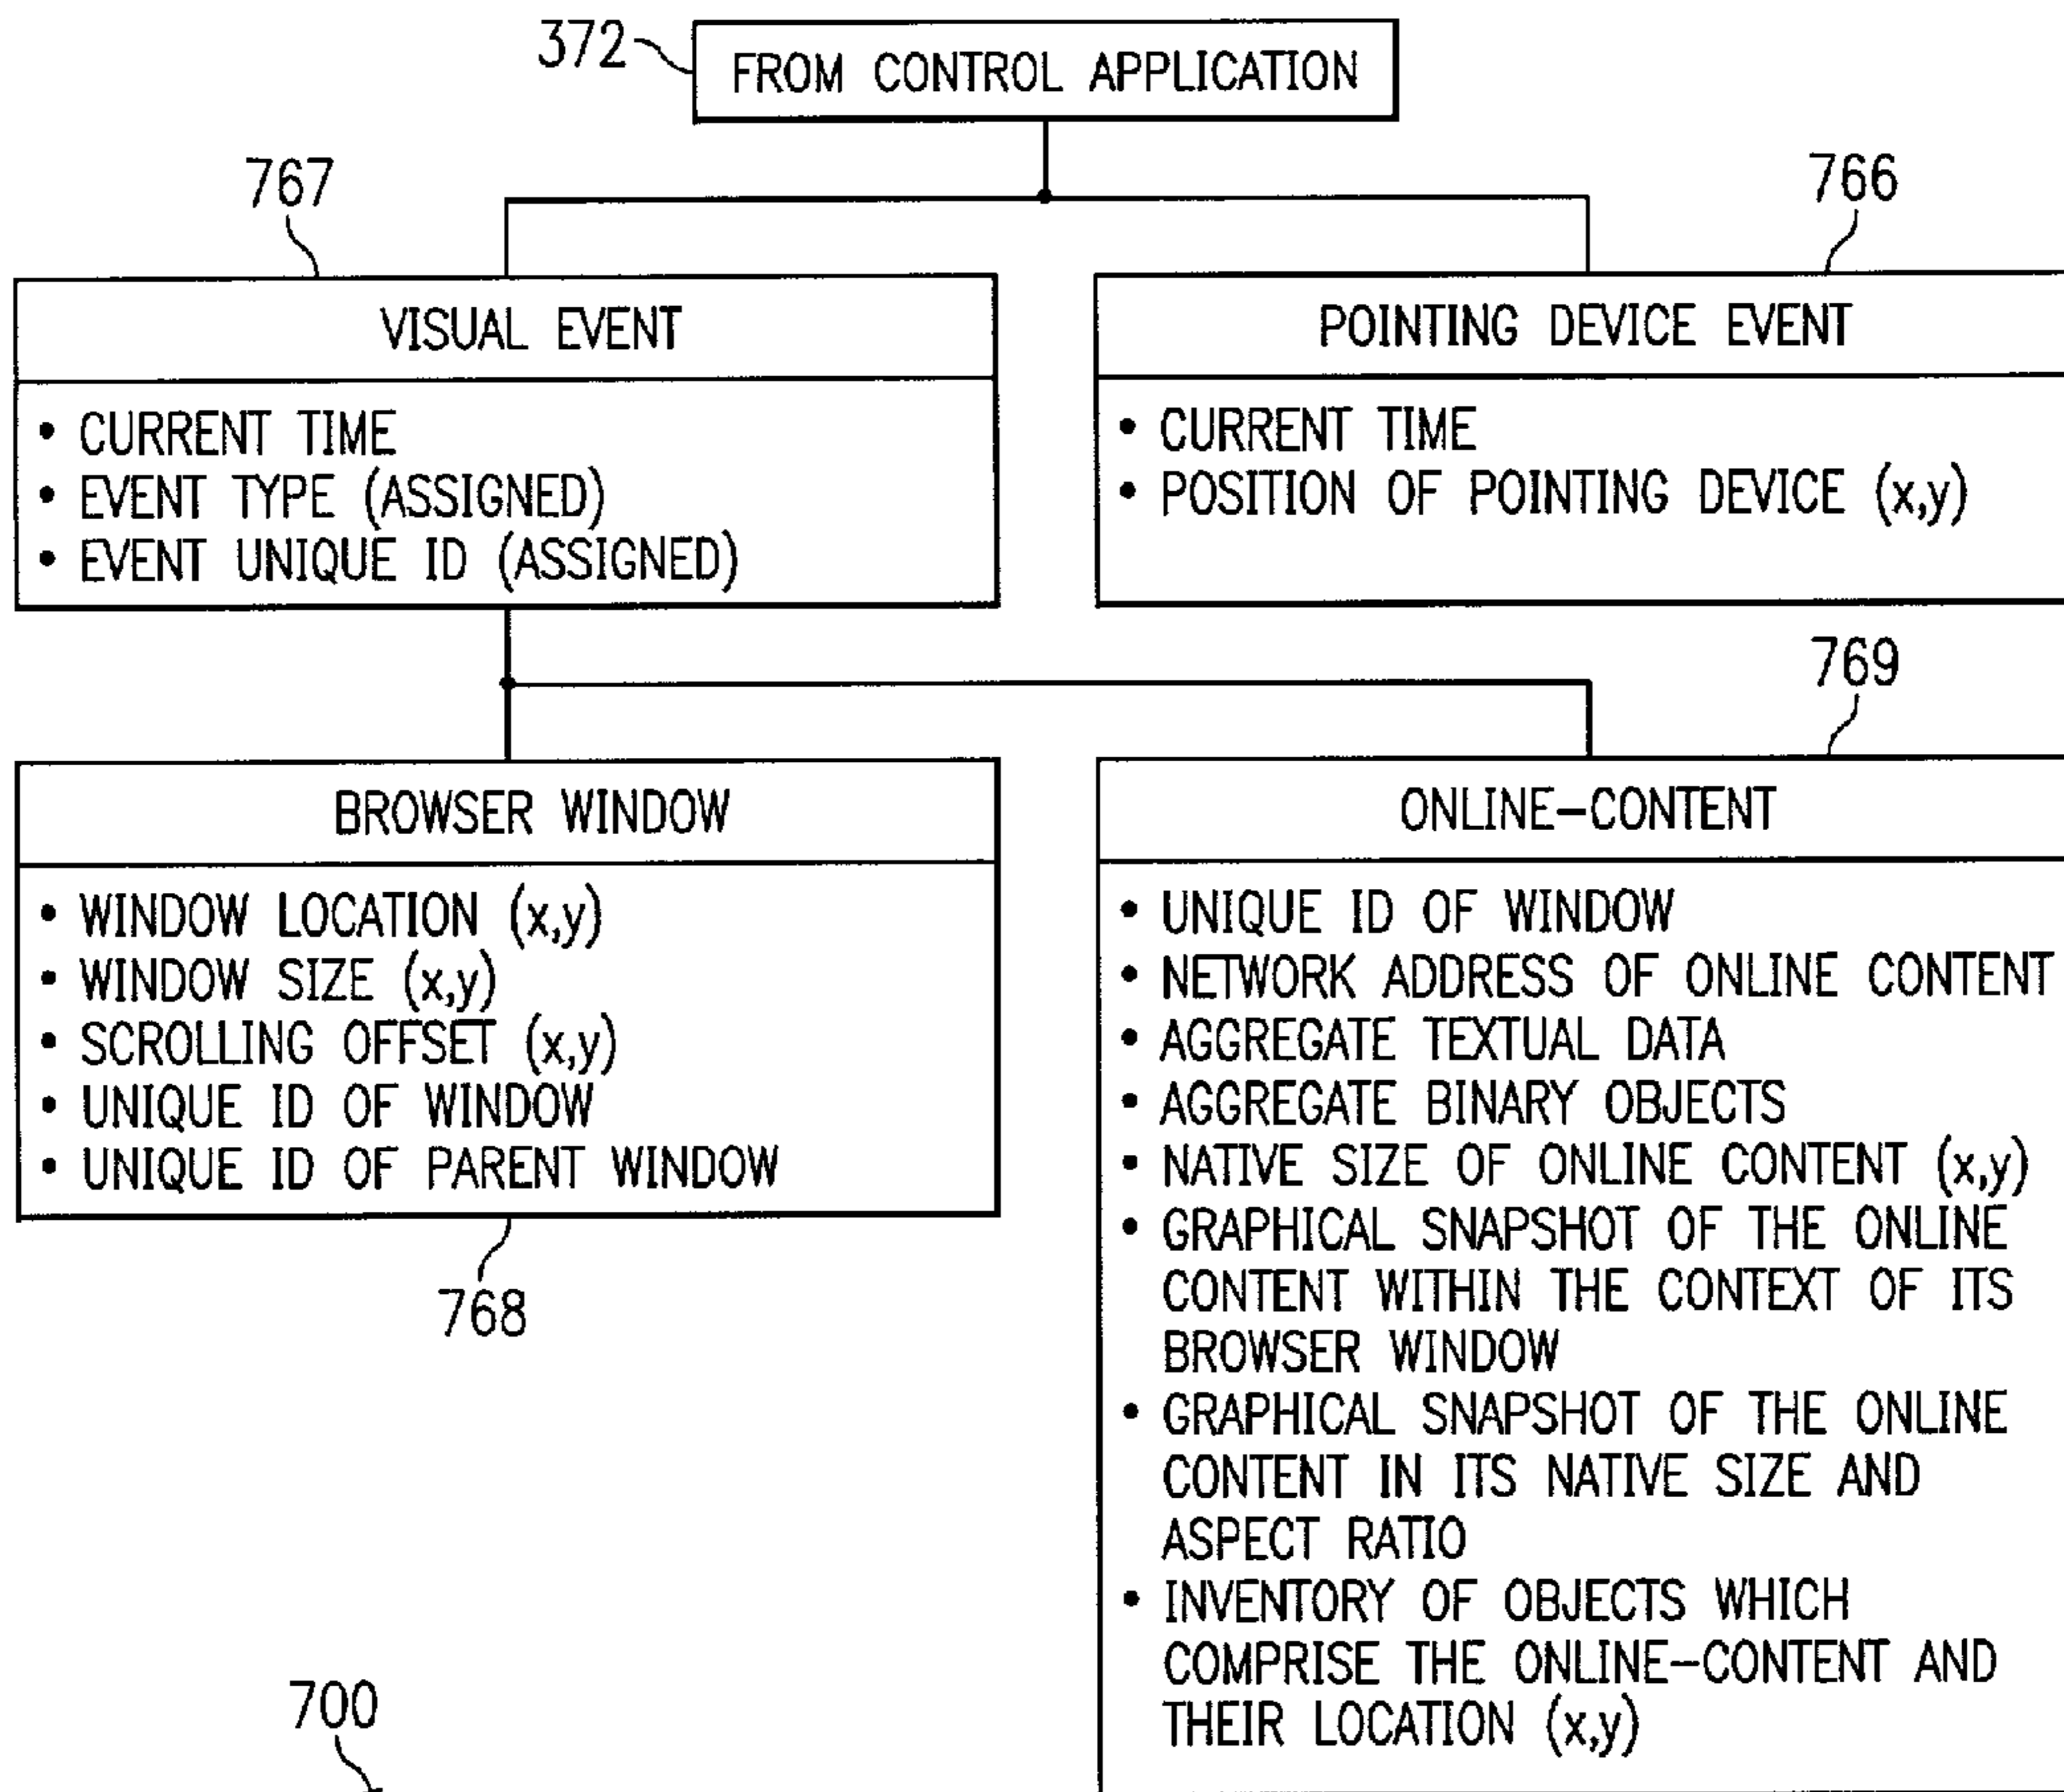 372
FROM CONTROL APPLICATION
767
766
VISUAL EVENT
• CURRENT TIME
• EVENT TYPE (ASSIGNED)
• EVENT UNIQUE ID (ASSIGNED)
POINTING DEVICE EVENT
• CURRENT TIME
• POSITION OF POINTING DEVICE (x,y)
769
BROWSER WINDOW
• WINDOW LOCATION (x,y)
• WINDOW SIZE (x,y)
• SCROLLING OFFSET (x,y)
• UNIQUE ID OF WINDOW
• UNIQUE ID OF PARENT WINDOW
768
ONLINE-CONTENT
• UNIQUE ID OF WINDOW
• NETWORK ADDRESS OF ONLINE CONTENT
• AGGREGATE TEXTUAL DATA
• AGGREGATE BINARY OBJECTS
• NATIVE SIZE OF ONLINE CONTENT (x,y)
• GRAPHICAL SNAPSHOT OF THE ONLINE
CONTENT WITHIN THE CONTEXT OF ITS
BROWSER WINDOW
• GRAPHICAL SNAPSHOT OF THE ONLINE
CONTENT IN ITS NATIVE SIZE AND
ASPECT RATIO
• INVENTORY OF OBJECTS WHICH
COMPRISE THE ONLINE-CONTENT AND
THEIR LOCATION (x,y)
700